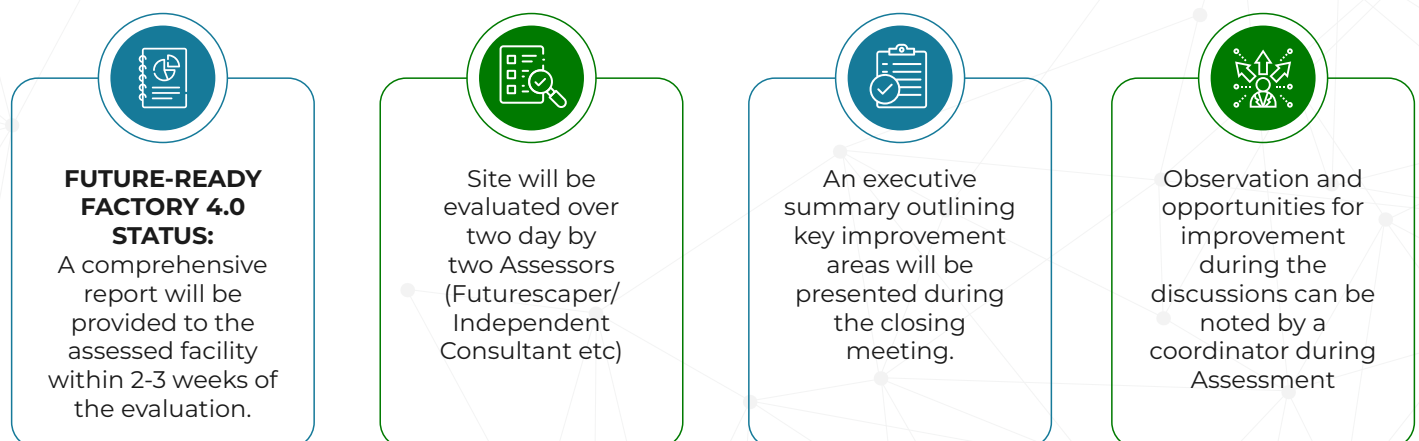 FUTURE-READY
FACTORY 4.0
STATUS:
A comprehensive
report will be
provided to the
assessed facility
within 2-3 weeks of
the evaluation.
Site will be
evaluated over
two day by
two Assessors
(Futurescaper/
Independent
Consultant etc)
An executive
summary outlining
key improvement
areas will be
presented during
the closing
meeting.
Observation and
opportunities for
improvement
during the
discussions can be
noted by a
coordinator during
Assessment